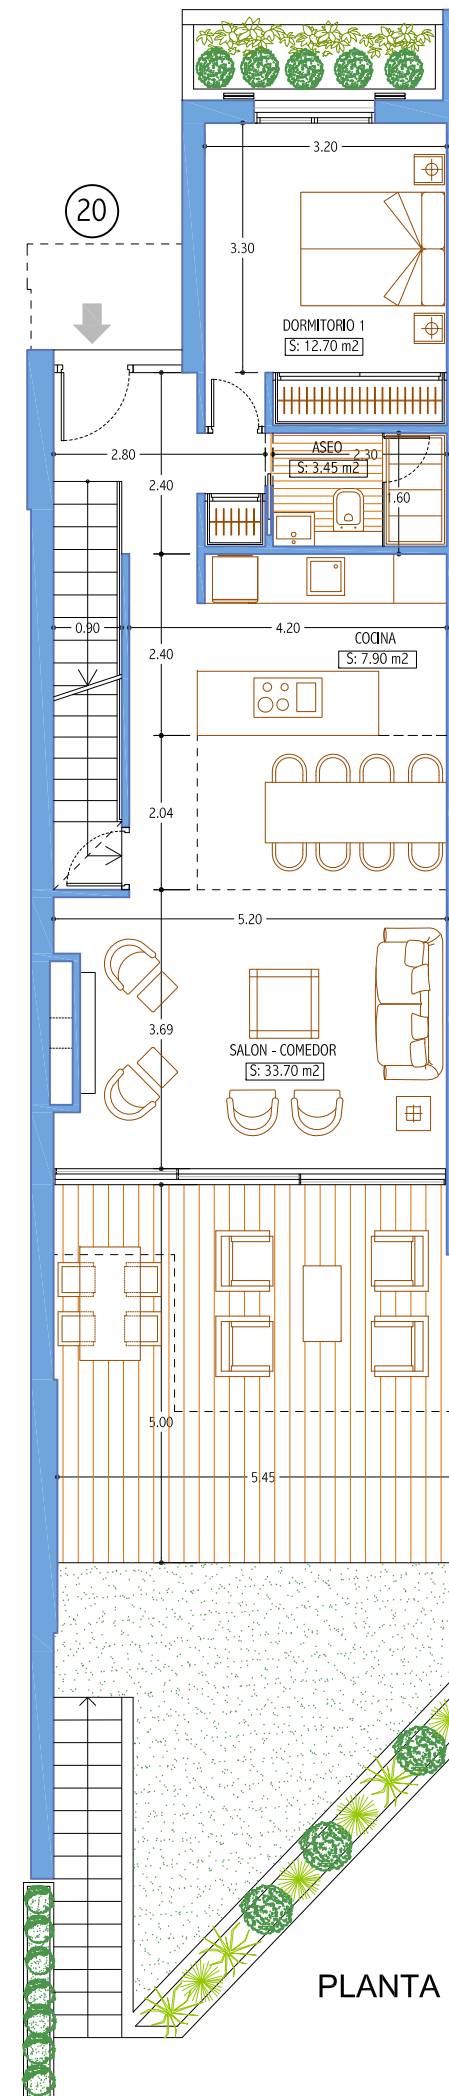 3.20
20
3.30
DORMITORIO 1
S: 12.70 m2
ASEO
2.80
2.30
S: 3.45 m2
2.40
1.60
0.90
4.20
COCINA
2.40
S: 7.90 m2
2.04
5.20
3.69
SALON - COMEDOR
S: 33.70 m2
5.00
5.45
PLANTA